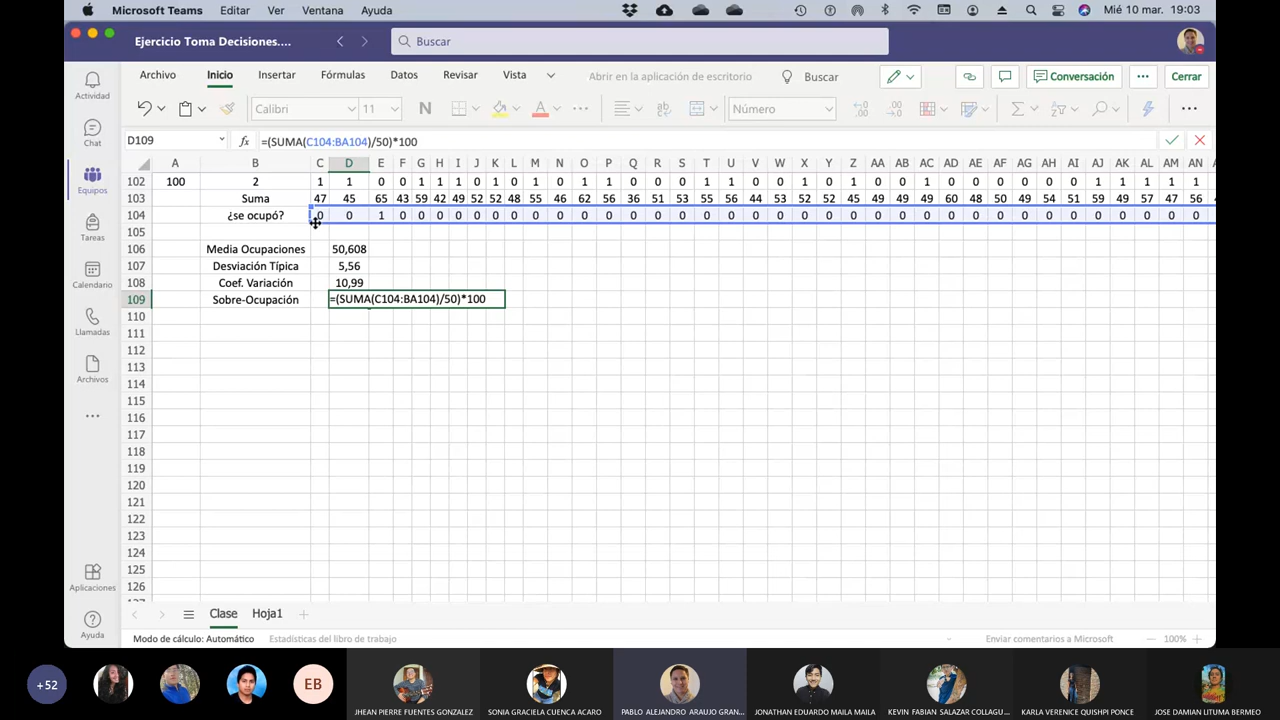 Microsoft Teams Editar Ver Ventana Ayuda Mié 10 mar. 19:03
Ejercicio Toma Decisiones.... Buscar
Actividad
Chat
Equipos
Tareas
Calendario
Llamadas
Archivos
Aplicaciones
Ayuda
Archivo Inicio Insertar Fórmulas Datos Revisar Vista Abrir en la aplicación de escritorio Buscar Conversación Cerrar
Calibri 11 N A Número
D109 fx =(SUMA(C104:BA104)/50)*100
A B C D E F G H I J K L M N O P Q R S T U V W X Y Z AA AB AC AD AE AF AG AH AI AJ AK AL AM AN
102 100 2 1 1 0 0 1 1 1 0 1 0 1 0 1 1 0 0 0 1 1 0 0 1 0 1 0 0 1 0 0 0 0 0 0 1 1 0 1 1
103 Suma 47 45 65 43 59 42 49 52 52 48 55 46 62 56 36 51 53 55 56 44 53 52 52 45 49 49 49 60 48 50 49 54 51 59 49 55 47 56 4
104 ¿se ocupó? 0 0 1 0 0 0 0 0 0 0 0 0 0 0 0 0 0 0 0 0 0 0 0 0 0 0 0 0 0 0 0 0 0 0 0 0 0 0
105
106 Media Ocupaciones 50,608
107 Desviación Típica 5,56
108 Coef. Variación 10,99
109 Sobre-Ocupación =(SUMA(C104:BA104)/50)*100
110
111
112
113
114
115
116
117
118
119
120
121
122
123
124
125
126
Clase Hoja1
Modo de cálculo: Automático Estadísticas del libro de trabajo Enviar comentarios a Microsoft 100%
+52 EB
JHEAN PIERRE FUENTES GONZALEZ SONIA GRACIELA CUENCA ACARO PABLO ALEJANDRO ARAUJO GRAN... JONATHAN EDUARDO MAILA MAILA KEVIN FABIAN SALAZAR COLLAGU... KARLA VERENICE QUISHPI PONCE JOSE DAMIAN LITUMA BERMEO